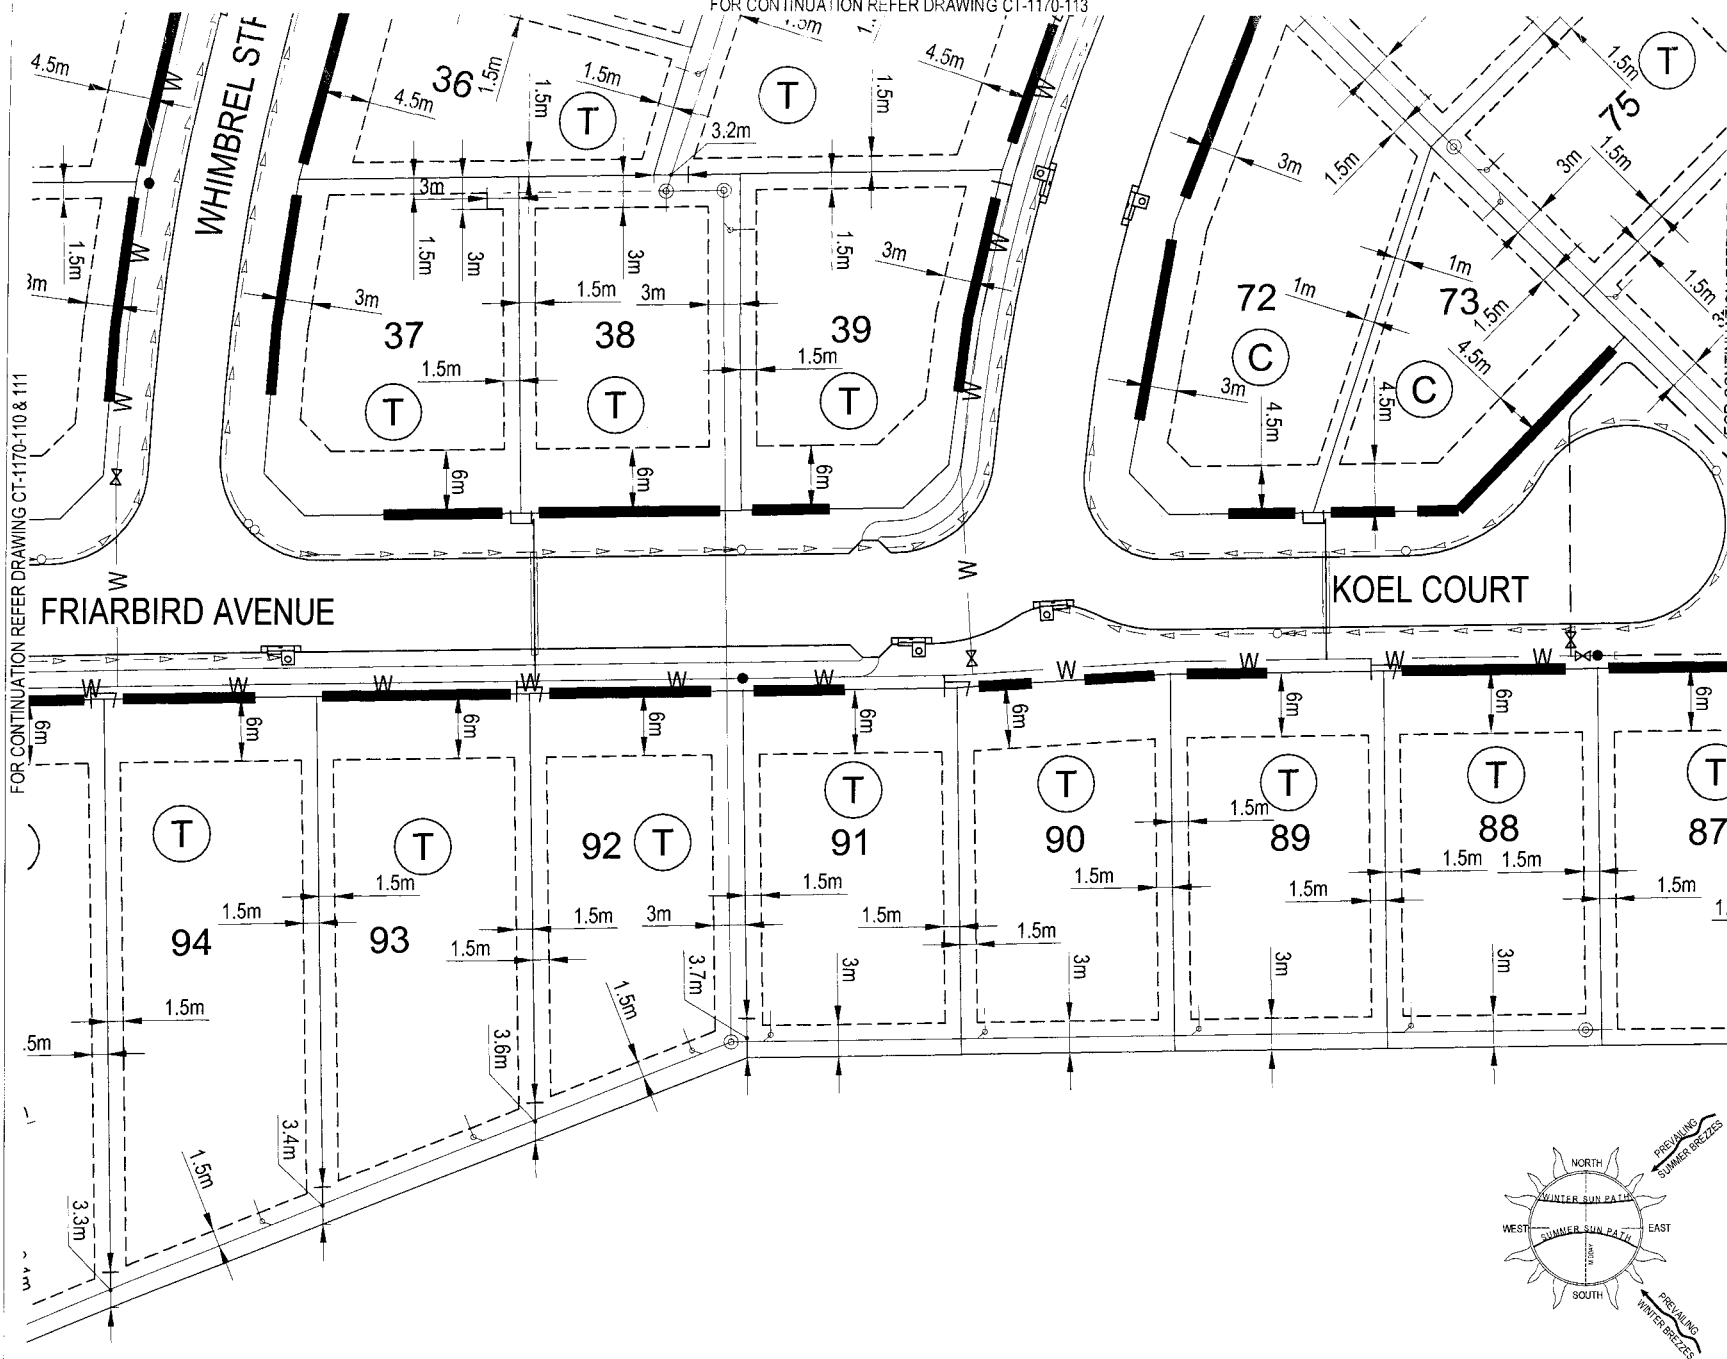 FOR CONTINUATION REFER DRAWING CT-1170-113
4.5m
WHIMBREL
36
4.5m
1.5m
1.5m
1.5m
T
T
3.2m
1.5m
4.5m
W
W
3m
1.5m
1.5m
T
75
1.5m
3m
1.5m
1.5m
3m
W
3m
1.5m
3m
3m
1.5m
3m
1.5m
3m
3m
W
1m
1m
1.5m
1.5m
37
38
39
72
73
1.5m
1.5m
4.5m
T
T
T
C
C
3m
4.5m
4.5m
W
W
6m
6m
6m
FOR CONTINUATION REFER DRAWING CT-1170-110 & 111
W
W
FRIARBIRD AVENUE
KOEL COURT
W
W
W
W
W
W
W
W
W
W
6m
6m
6m
6m
6m
6m
6m
6m
6m
T
T
92
T
T
91
T
90
T
1.5m
89
T
88
T
87
94
93
1.5m
1.5m
1.5m
3m
1.5m
1.5m
1.5m
1.5m
1.5m
1.5m
1.5m
1.5m
1.5m
1.5m
3.7m
3m
3m
3m
3m
1.5m
.5m
1.5m
3.6m
3.4m
1.5m
3.3m
PREVAILING
SUMMER BREZZES
NORTH
WINTER SUN PATH
WEST
SUMMER SUN PATH
EAST
SOUTH
PREVAILING
WINTER BREZZES